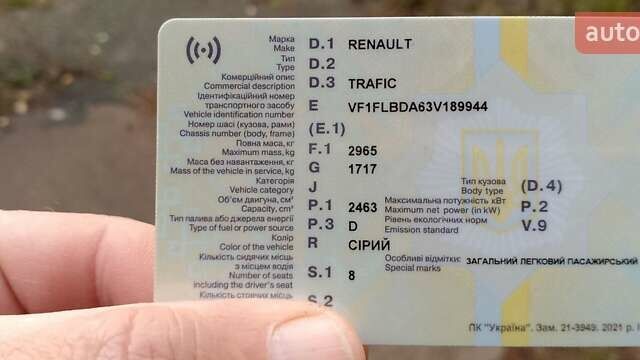 auto
Марка
Make D.1 RENAULT
Тип
Type D.2
Комерційний опис
Commercial description D.3 TRAFIC
Ідентифікаційний номер
транспортного засобу E VF1FLBDA63V189944
Vehicle identification number
Номер шасі (кузова, рами)
Chassis number (body, frame) (E.1)
Повна маса, кг
Maximum mass, kg F.1 2965
Маса без навантаження, кг
Mass of the vehicle in service, kg G 1717
Категорія
Vehicle category J
Тип кузова
Body type (D.4)
Об'єм двигуна, см³
Capacity, cm³ P.1 2463
Максимальна потужність кВт
Maximum net power (in kW) P.2
Тип палива або джерела енергії
Type of fuel or power source P.3 D
Рівень екологічних норм
Emission standard V.9
Колір
Color of the vehicle R СІРИЙ
Кількість сидячих місць
з місцем водія
Number of seats
including the driver's seat S.1 8
Особливі відмітки: ЗАГАЛЬНИЙ ЛЕГКОВИЙ ПАСАЖИРСЬКИЙ
Special marks
Кількість стоячих місць S.2
ПК "Україна". Зам. 21-3949. 2021 р. І